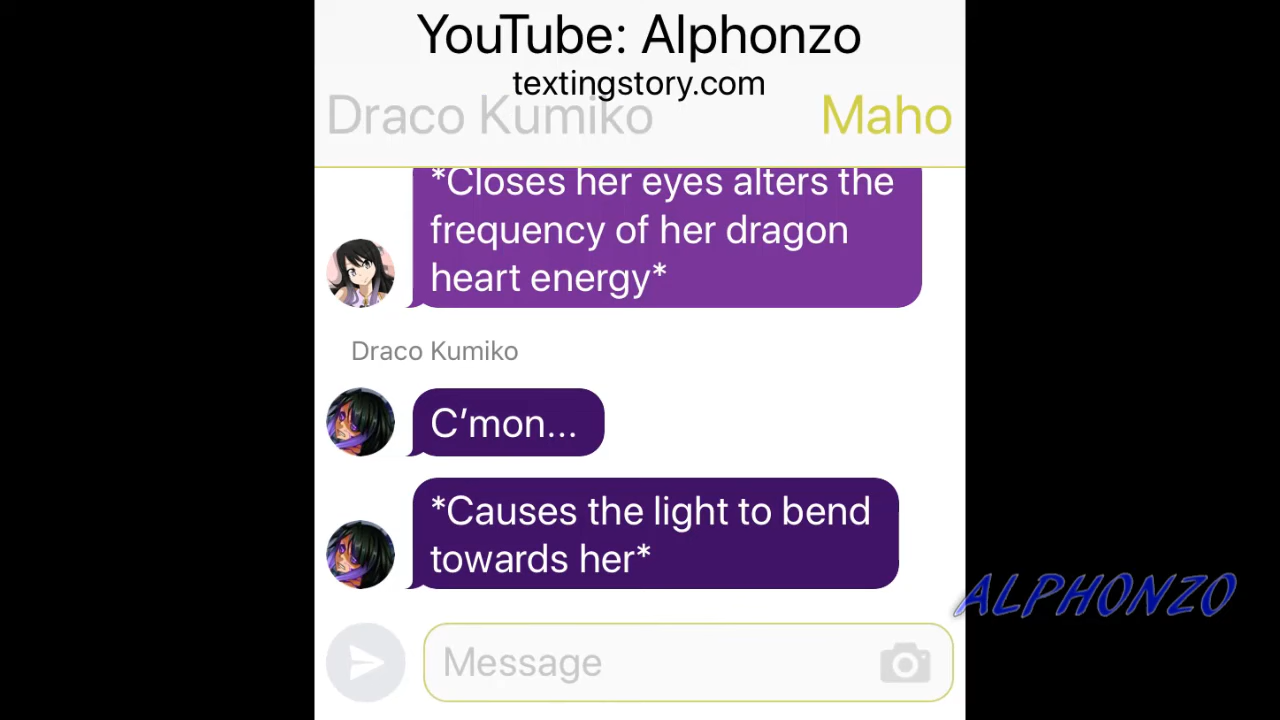 YouTube: Alphonzo
textingstory.com
Draco Kumiko
Maho
*Closes her eyes alters the
frequency of her dragon
heart energy*
Draco Kumiko
C’mon...
*Causes the light to bend
towards her*
ALPHONZO
Message